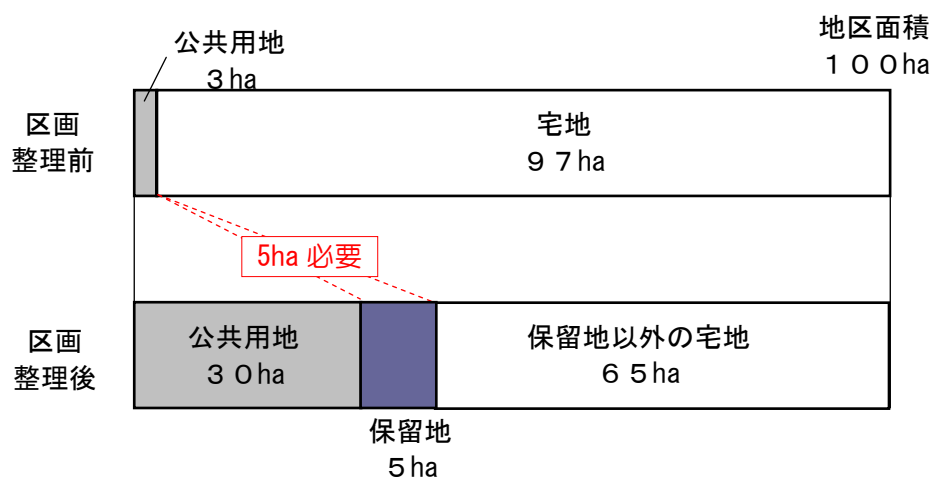 公共用地
３ha
地区面積
１００ha
区画
整理前
宅地
９７ha
5ha 必要
区画
整理後
公共用地
３０ha
保留地以外の宅地
６５ha
保留地
５ha